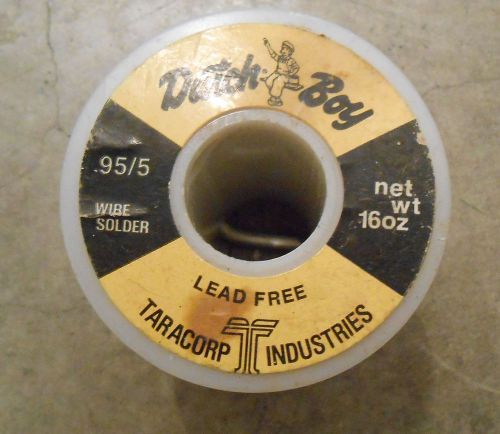 Dutch Boy
.95/5
WIRE
SOLDER
net
wt
16oz
LEAD FREE
TARACORP INDUSTRIES